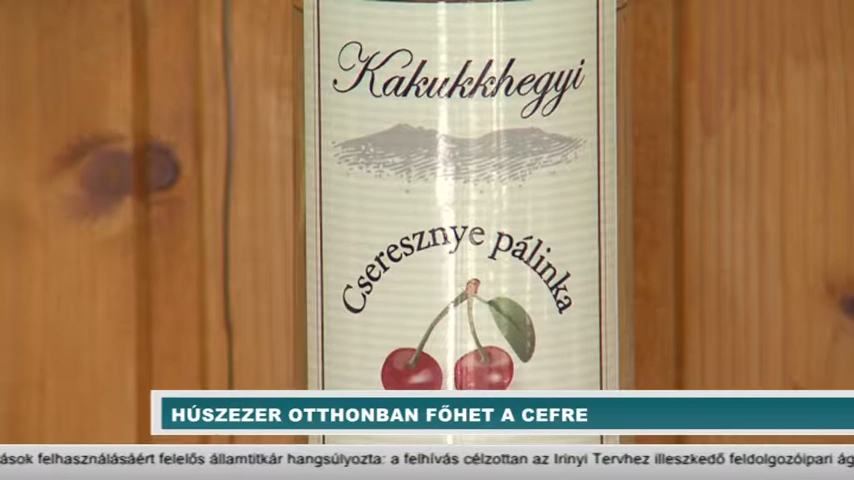 Kakukkhegyi
Cseresznye pálinka
HÚSZEZER OTTHONBAN FŐHET A CEFRE
ások felhasználásáért felelős államtitkár hangsúlyozta: a felhívás célzottan az Irinyi Tervhez illeszkedő feldolgozóipari ág